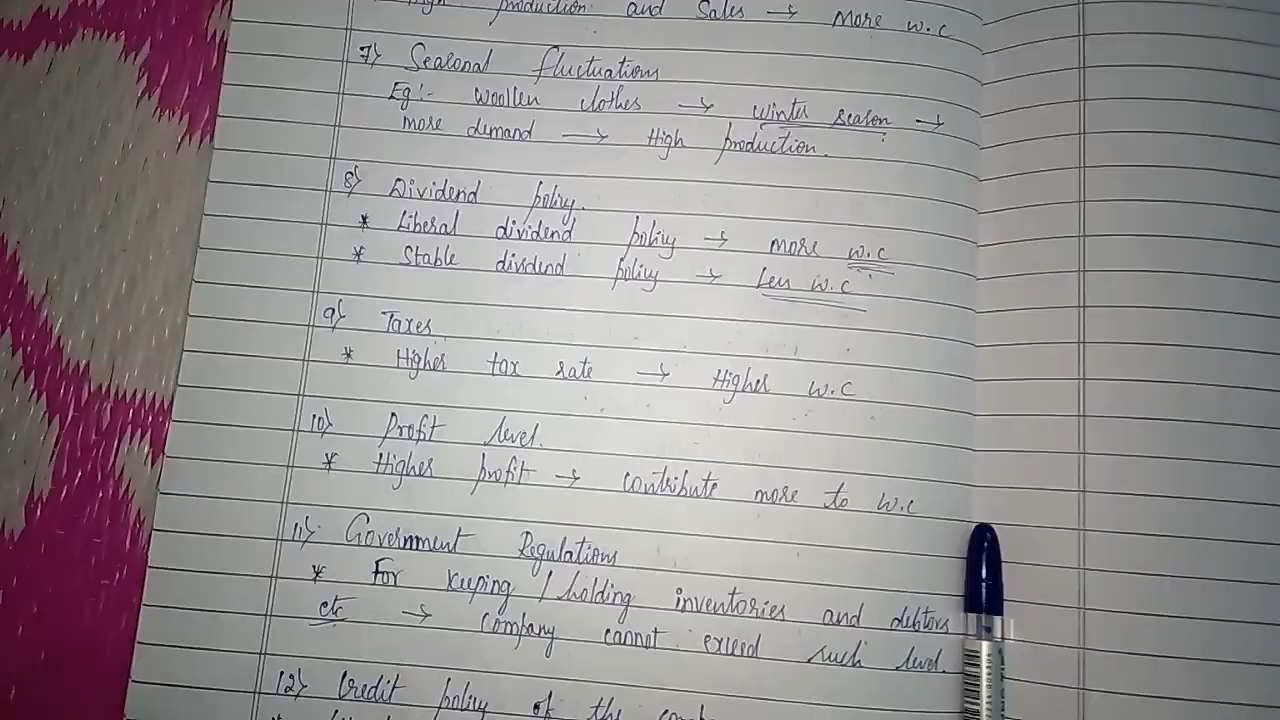 production and Sales → More W.C
7) Seasonal fluctuations
Eg:- Woollen clothes → Winter season →
more demand → High production.
8) Dividend policy.
* Liberal dividend policy → more W.C
* Stable dividend policy → Less W.C
9) Taxes
* Higher tax rate → Higher W.C
10) Profit level.
* Higher profit → contribute more to W.C
11) Government Regulations
* For keeping / holding inventories and debtors
etc → Company cannot exceed such level.
12) Credit policy of the